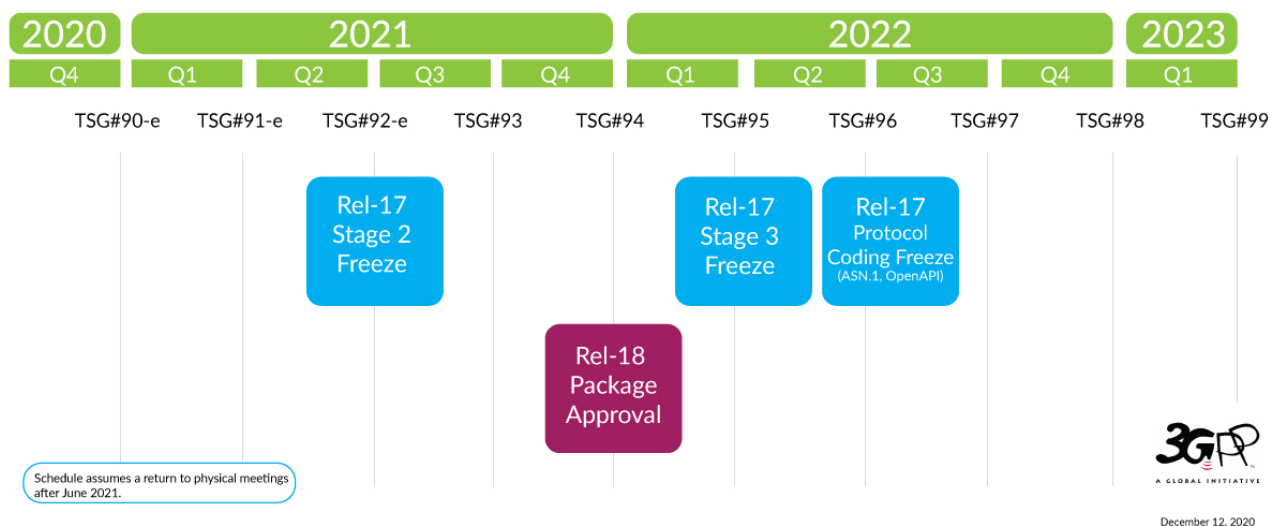 2020 2021 2022 2023
Q4 Q1 Q2 Q3 Q4 Q1 Q2 Q3 Q4 Q1
TSG#90-e TSG#91-e TSG#92-e TSG#93 TSG#94 TSG#95 TSG#96 TSG#97 TSG#98 TSG#99
Rel-17
Stage 2
Freeze
Rel-17
Stage 3
Freeze
Rel-17
Protocol
Coding Freeze
(ASN.1, OpenAPI)
Rel-18
Package
Approval
Schedule assumes a return to physical meetings
after June 2021.
3GPP
A GLOBAL INITIATIVE
December 12, 2020